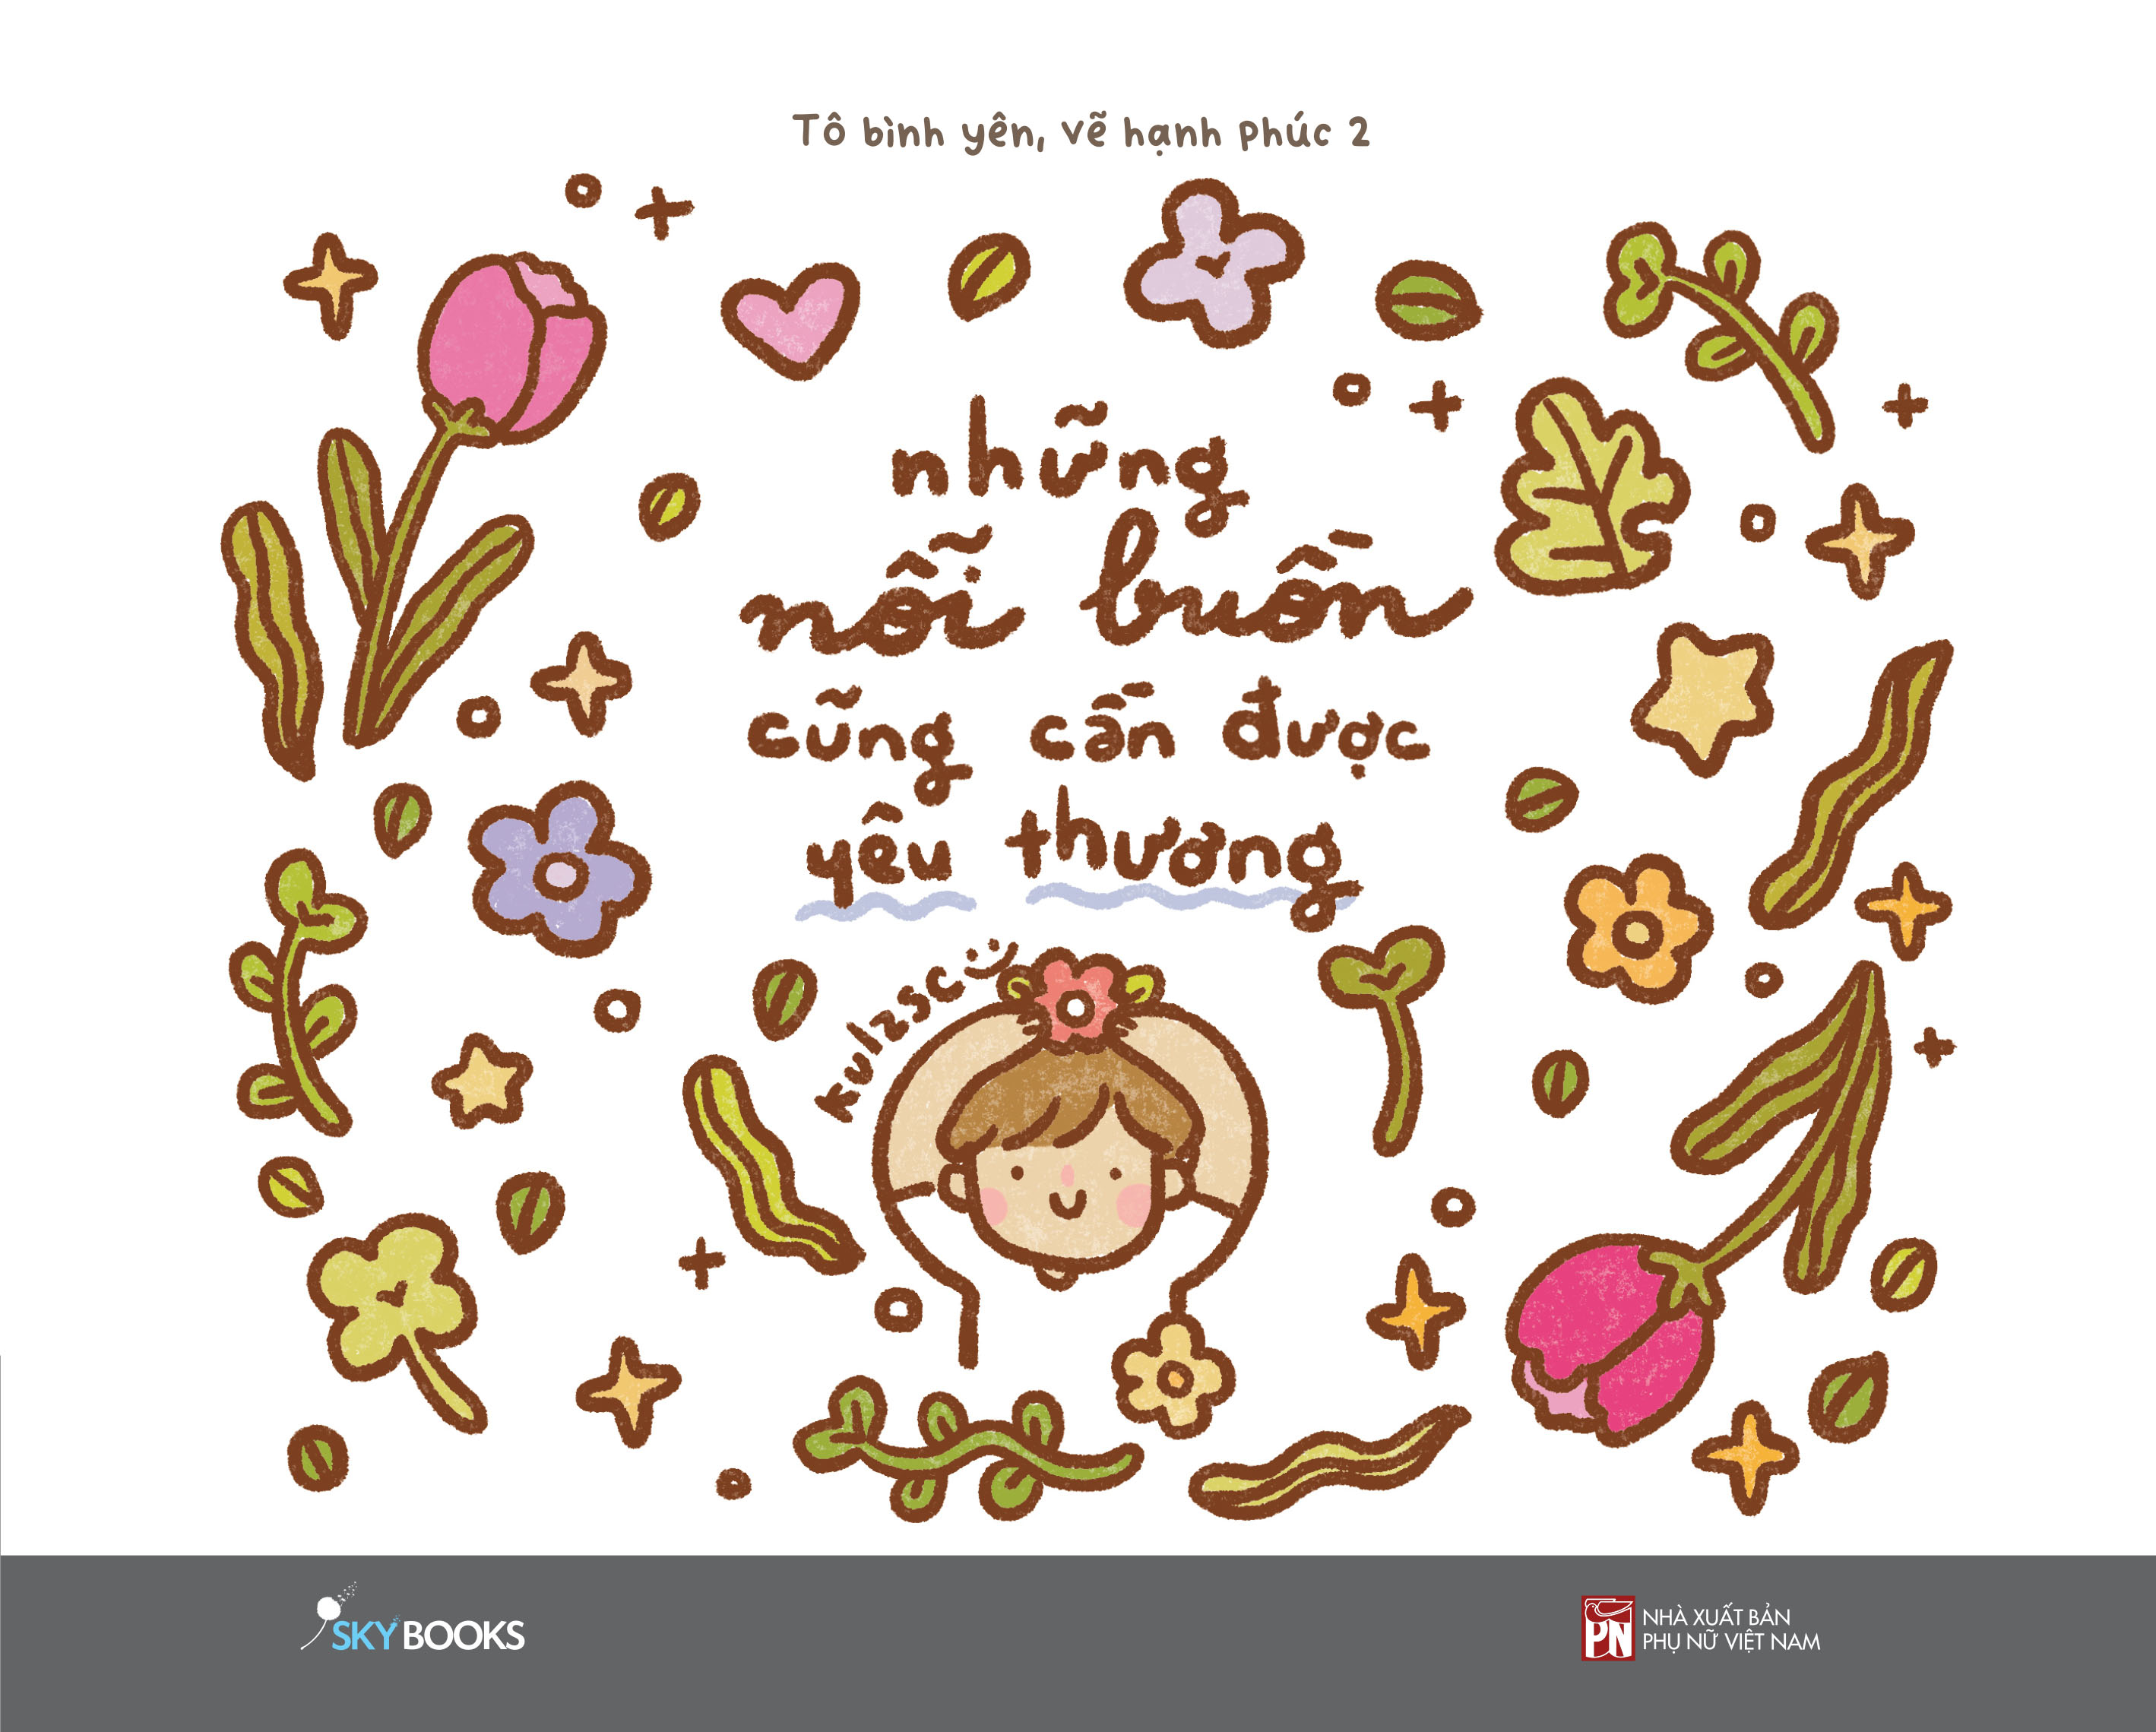 Tô bình yên, vẽ hạnh phúc 2
những
nỗi buồn
cũng cần được
yêu thương
kulzsc
SKYBOOKS
PN
NHÀ XUẤT BẢN
PHỤ NỮ VIỆT NAM